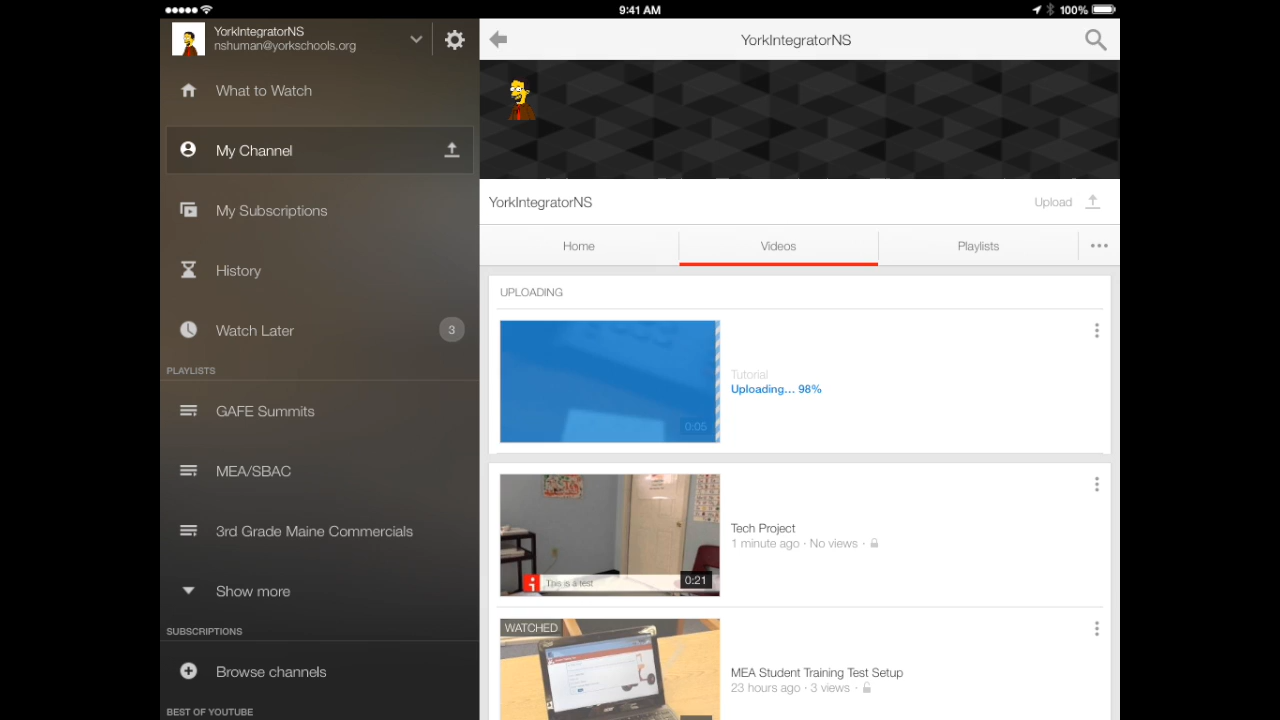 9:41 AM
100%
YorkIntegratorNS
nshuman@yorkschools.org
What to Watch
My Channel
My Subscriptions
History
Watch Later
3
PLAYLISTS
GAFE Summits
MEA/SBAC
3rd Grade Maine Commercials
Show more
SUBSCRIPTIONS
Browse channels
BEST OF YOUTUBE
YorkIntegratorNS
YorkIntegratorNS
Upload
Home
Videos
Playlists
UPLOADING
0:05
Tutorial
Uploading... 98%
This is a test
0:21
Tech Project
1 minute ago · No views ·
WATCHED
MEA Student Training Test Setup
23 hours ago · 3 views ·